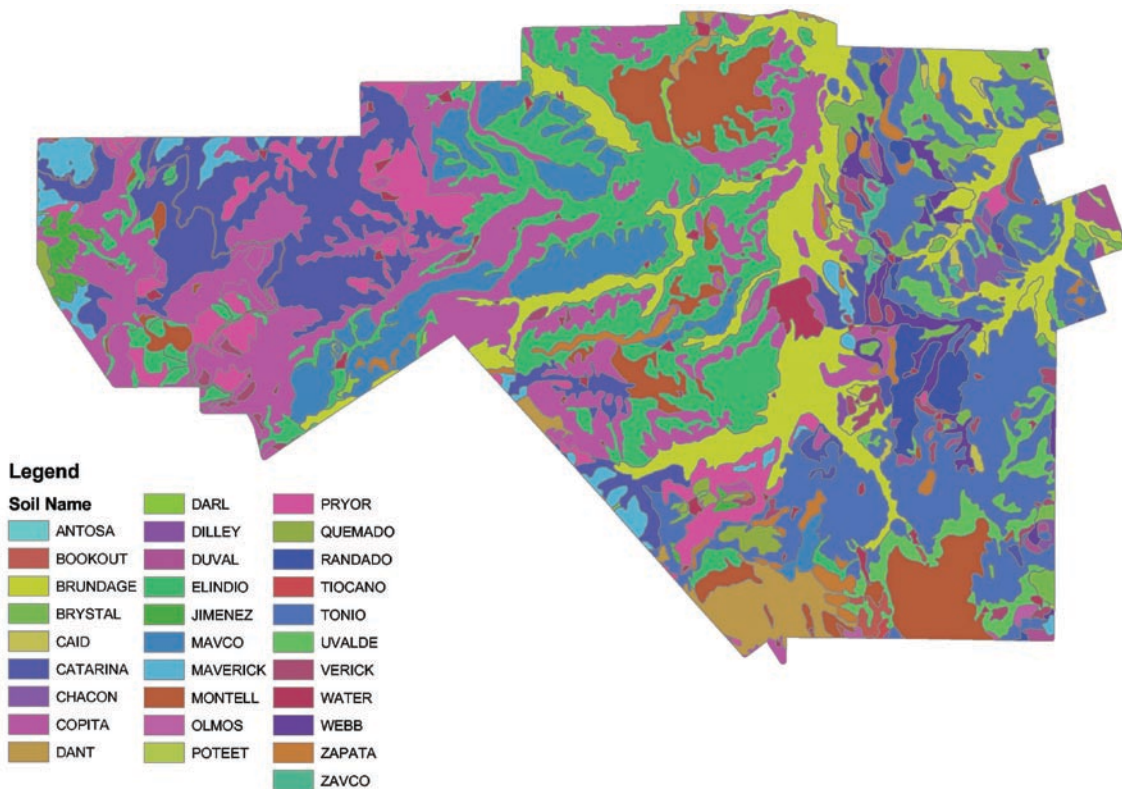 Legend
Soil Name
ANTOSA
BOOKOUT
BRUNDAGE
BRYSTAL
CAID
CATARINA
CHACON
COPITA
DANT
DARL
DILLEY
DUVAL
ELINDIO
JIMENEZ
MAVCO
MAVERICK
MONTELL
OLMOS
POTEET
PRYOR
QUEMADO
RANDADO
TIOCANO
TONIO
UVALDE
VERICK
WATER
WEBB
ZAPATA
ZAVCO